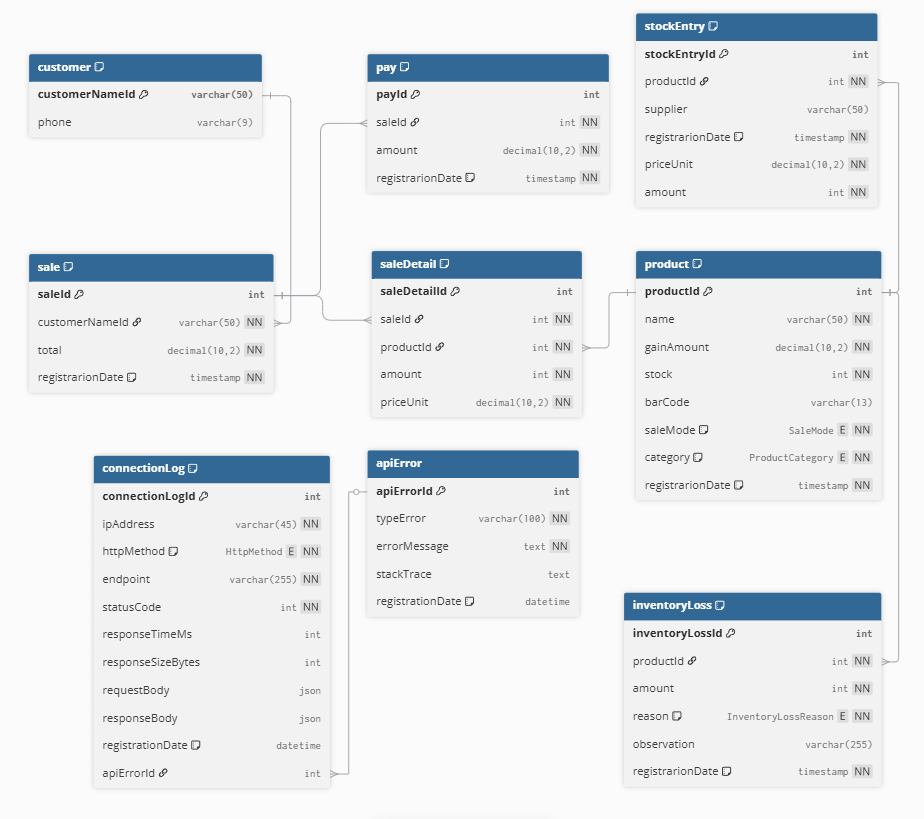 customer
customerNameId varchar(50)
phone varchar(9)
pay
payId int
saleId int NN
amount decimal(10,2) NN
registrarionDate timestamp NN
stockEntry
stockEntryId int
productId int NN
supplier varchar(50)
registrarionDate timestamp NN
priceUnit decimal(10,2) NN
amount int NN
sale
saleId int
customerNameId varchar(50) NN
total decimal(10,2) NN
registrarionDate timestamp NN
saleDetail
saleDetailId int
saleId int NN
productId int NN
amount int NN
priceUnit decimal(10,2) NN
product
productId int
name varchar(50) NN
gainAmount decimal(10,2) NN
stock int NN
barCode varchar(13)
saleMode SaleMode E NN
category ProductCategory E NN
registrarionDate timestamp NN
connectionLog
connectionLogId int
ipAddress varchar(45) NN
httpMethod HttpMethod E NN
endpoint varchar(255) NN
statusCode int NN
responseTimeMs int
responseSizeBytes int
requestBody json
responseBody json
registrationDate datetime
apiErrorId int
apiError
apiErrorId int
typeError varchar(100) NN
errorMessage text NN
stackTrace text
registrationDate datetime
inventoryLoss
inventoryLossId int
productId int NN
amount int NN
reason InventoryLossReason E NN
observation varchar(255)
registrarionDate timestamp NN